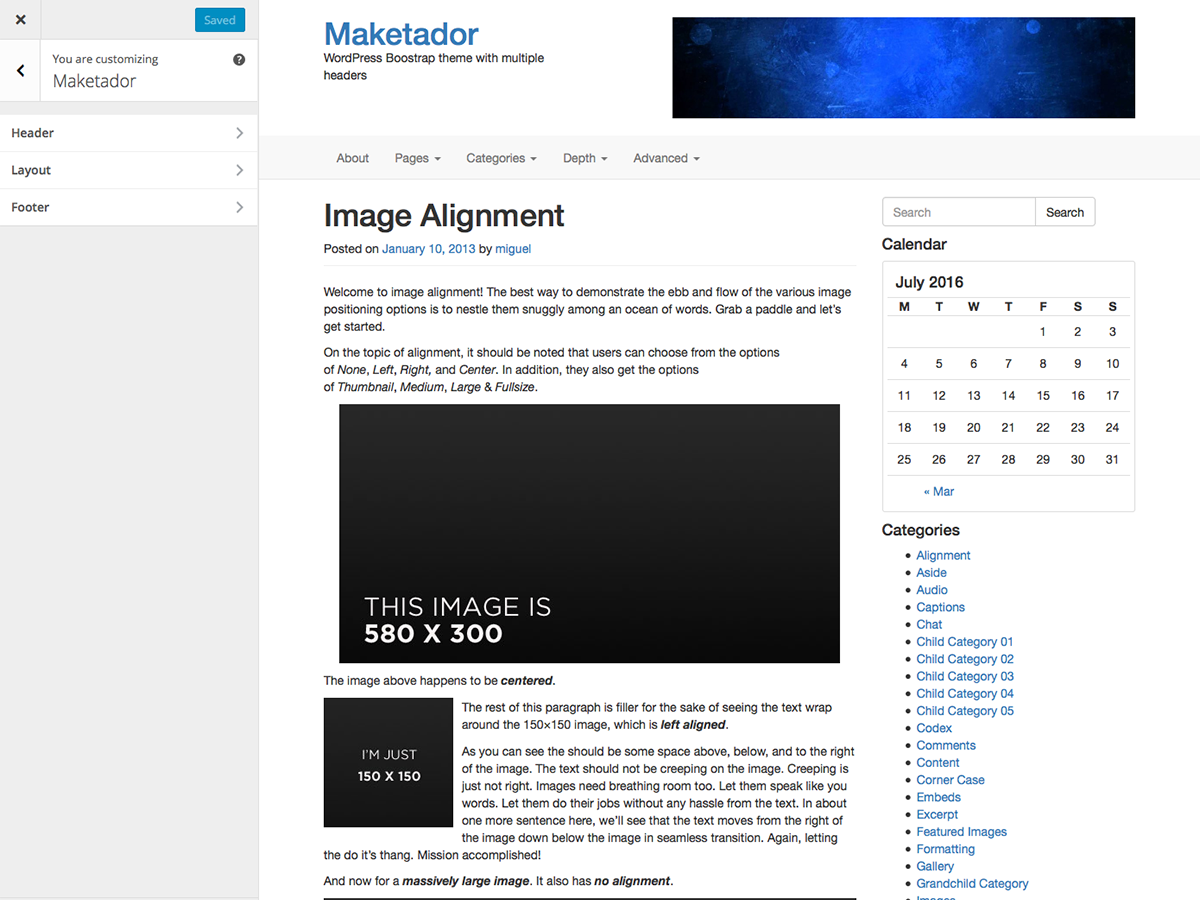 Saved
You are customizing
Maketador
Header
Layout
Footer
Maketador
WordPress Boostrap theme with multiple
headers
About Pages Categories Depth Advanced
Image Alignment
Posted on January 10, 2013 by miguel
Welcome to image alignment! The best way to demonstrate the ebb and flow of the various image
positioning options is to nestle them snuggly among an ocean of words. Grab a paddle and let's
get started.
On the topic of alignment, it should be noted that users can choose from the options
of None, Left, Right, and Center. In addition, they also get the options
of Thumbnail, Medium, Large & Fullsize.
THIS IMAGE IS
580 X 300
The image above happens to be centered.
I'M JUST
150 X 150
The rest of this paragraph is filler for the sake of seeing the text wrap
around the 150×150 image, which is left aligned.
As you can see the should be some space above, below, and to the right
of the image. The text should not be creeping on the image. Creeping is
just not right. Images need breathing room too. Let them speak like you
words. Let them do their jobs without any hassle from the text. In about
one more sentence here, we'll see that the text moves from the right of
the image down below the image in seamless transition. Again, letting
the do it's thang. Mission accomplished!
And now for a massively large image. It also has no alignment.
Search Search
Calendar
July 2016
M T W T F S S
1 2 3
4 5 6 7 8 9 10
11 12 13 14 15 16 17
18 19 20 21 22 23 24
25 26 27 28 29 30 31
« Mar
Categories
Alignment
Aside
Audio
Captions
Chat
Child Category 01
Child Category 02
Child Category 03
Child Category 04
Child Category 05
Codex
Comments
Content
Corner Case
Embeds
Excerpt
Featured Images
Formatting
Gallery
Grandchild Category